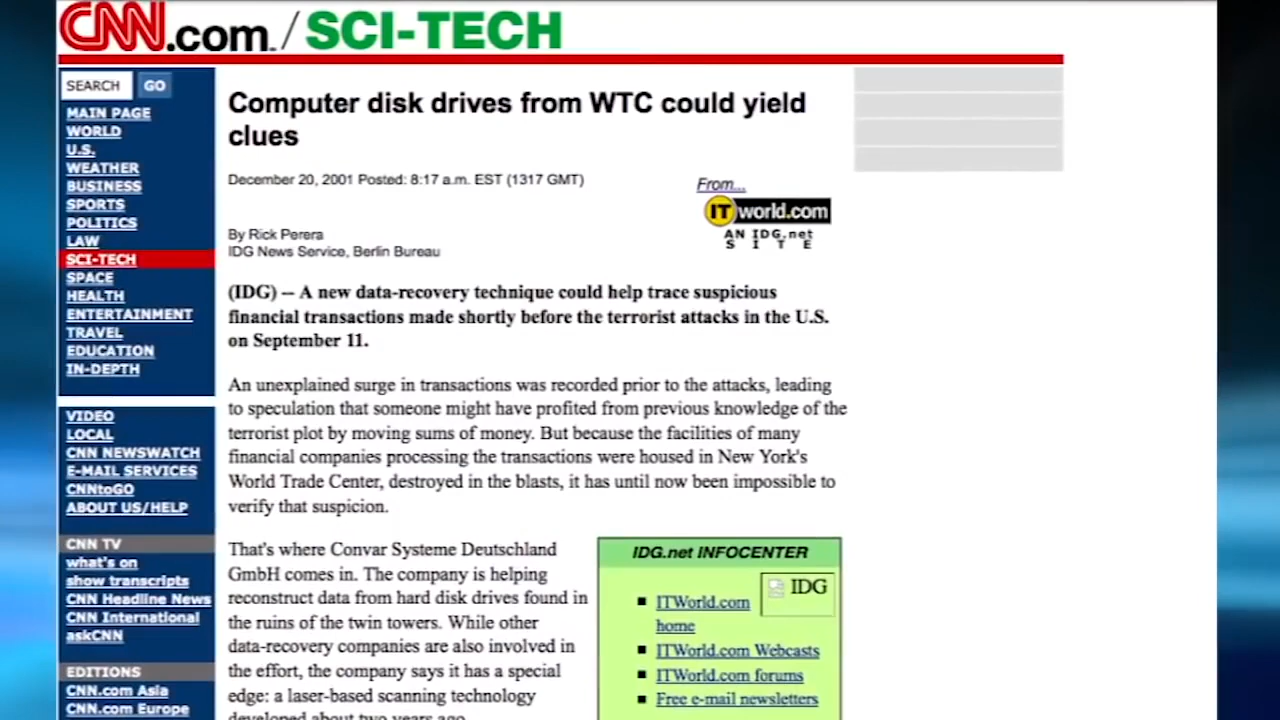 CNN.com / SCI-TECH
SEARCH GO
MAIN PAGE
WORLD
U.S.
WEATHER
BUSINESS
SPORTS
POLITICS
LAW
SCI-TECH
SPACE
HEALTH
ENTERTAINMENT
TRAVEL
EDUCATION
IN-DEPTH
VIDEO
LOCAL
CNN NEWSWATCH
E-MAIL SERVICES
CNNtoGO
ABOUT US/HELP
CNN TV
what's on
show transcripts
CNN Headline News
CNN International
askCNN
EDITIONS
CNN.com Asia
CNN.com Europe
Computer disk drives from WTC could yield
clues
December 20, 2001 Posted: 8:17 a.m. EST (1317 GMT)
From...
ITworld.com
AN IDG.net
SITE
By Rick Perera
IDG News Service, Berlin Bureau
(IDG) -- A new data-recovery technique could help trace suspicious
financial transactions made shortly before the terrorist attacks in the U.S.
on September 11.
An unexplained surge in transactions was recorded prior to the attacks, leading
to speculation that someone might have profited from previous knowledge of the
terrorist plot by moving sums of money. But because the facilities of many
financial companies processing the transactions were housed in New York's
World Trade Center, destroyed in the blasts, it has until now been impossible to
verify that suspicion.
That's where Convar Systeme Deutschland
GmbH comes in. The company is helping
reconstruct data from hard disk drives found in
the ruins of the twin towers. While other
data-recovery companies are also involved in
the effort, the company says it has a special
edge: a laser-based scanning technology
developed about two years ago
IDG.net INFOCENTER
IDG
ITWorld.com
home
ITWorld.com Webcasts
ITWorld.com forums
Free e-mail newsletters